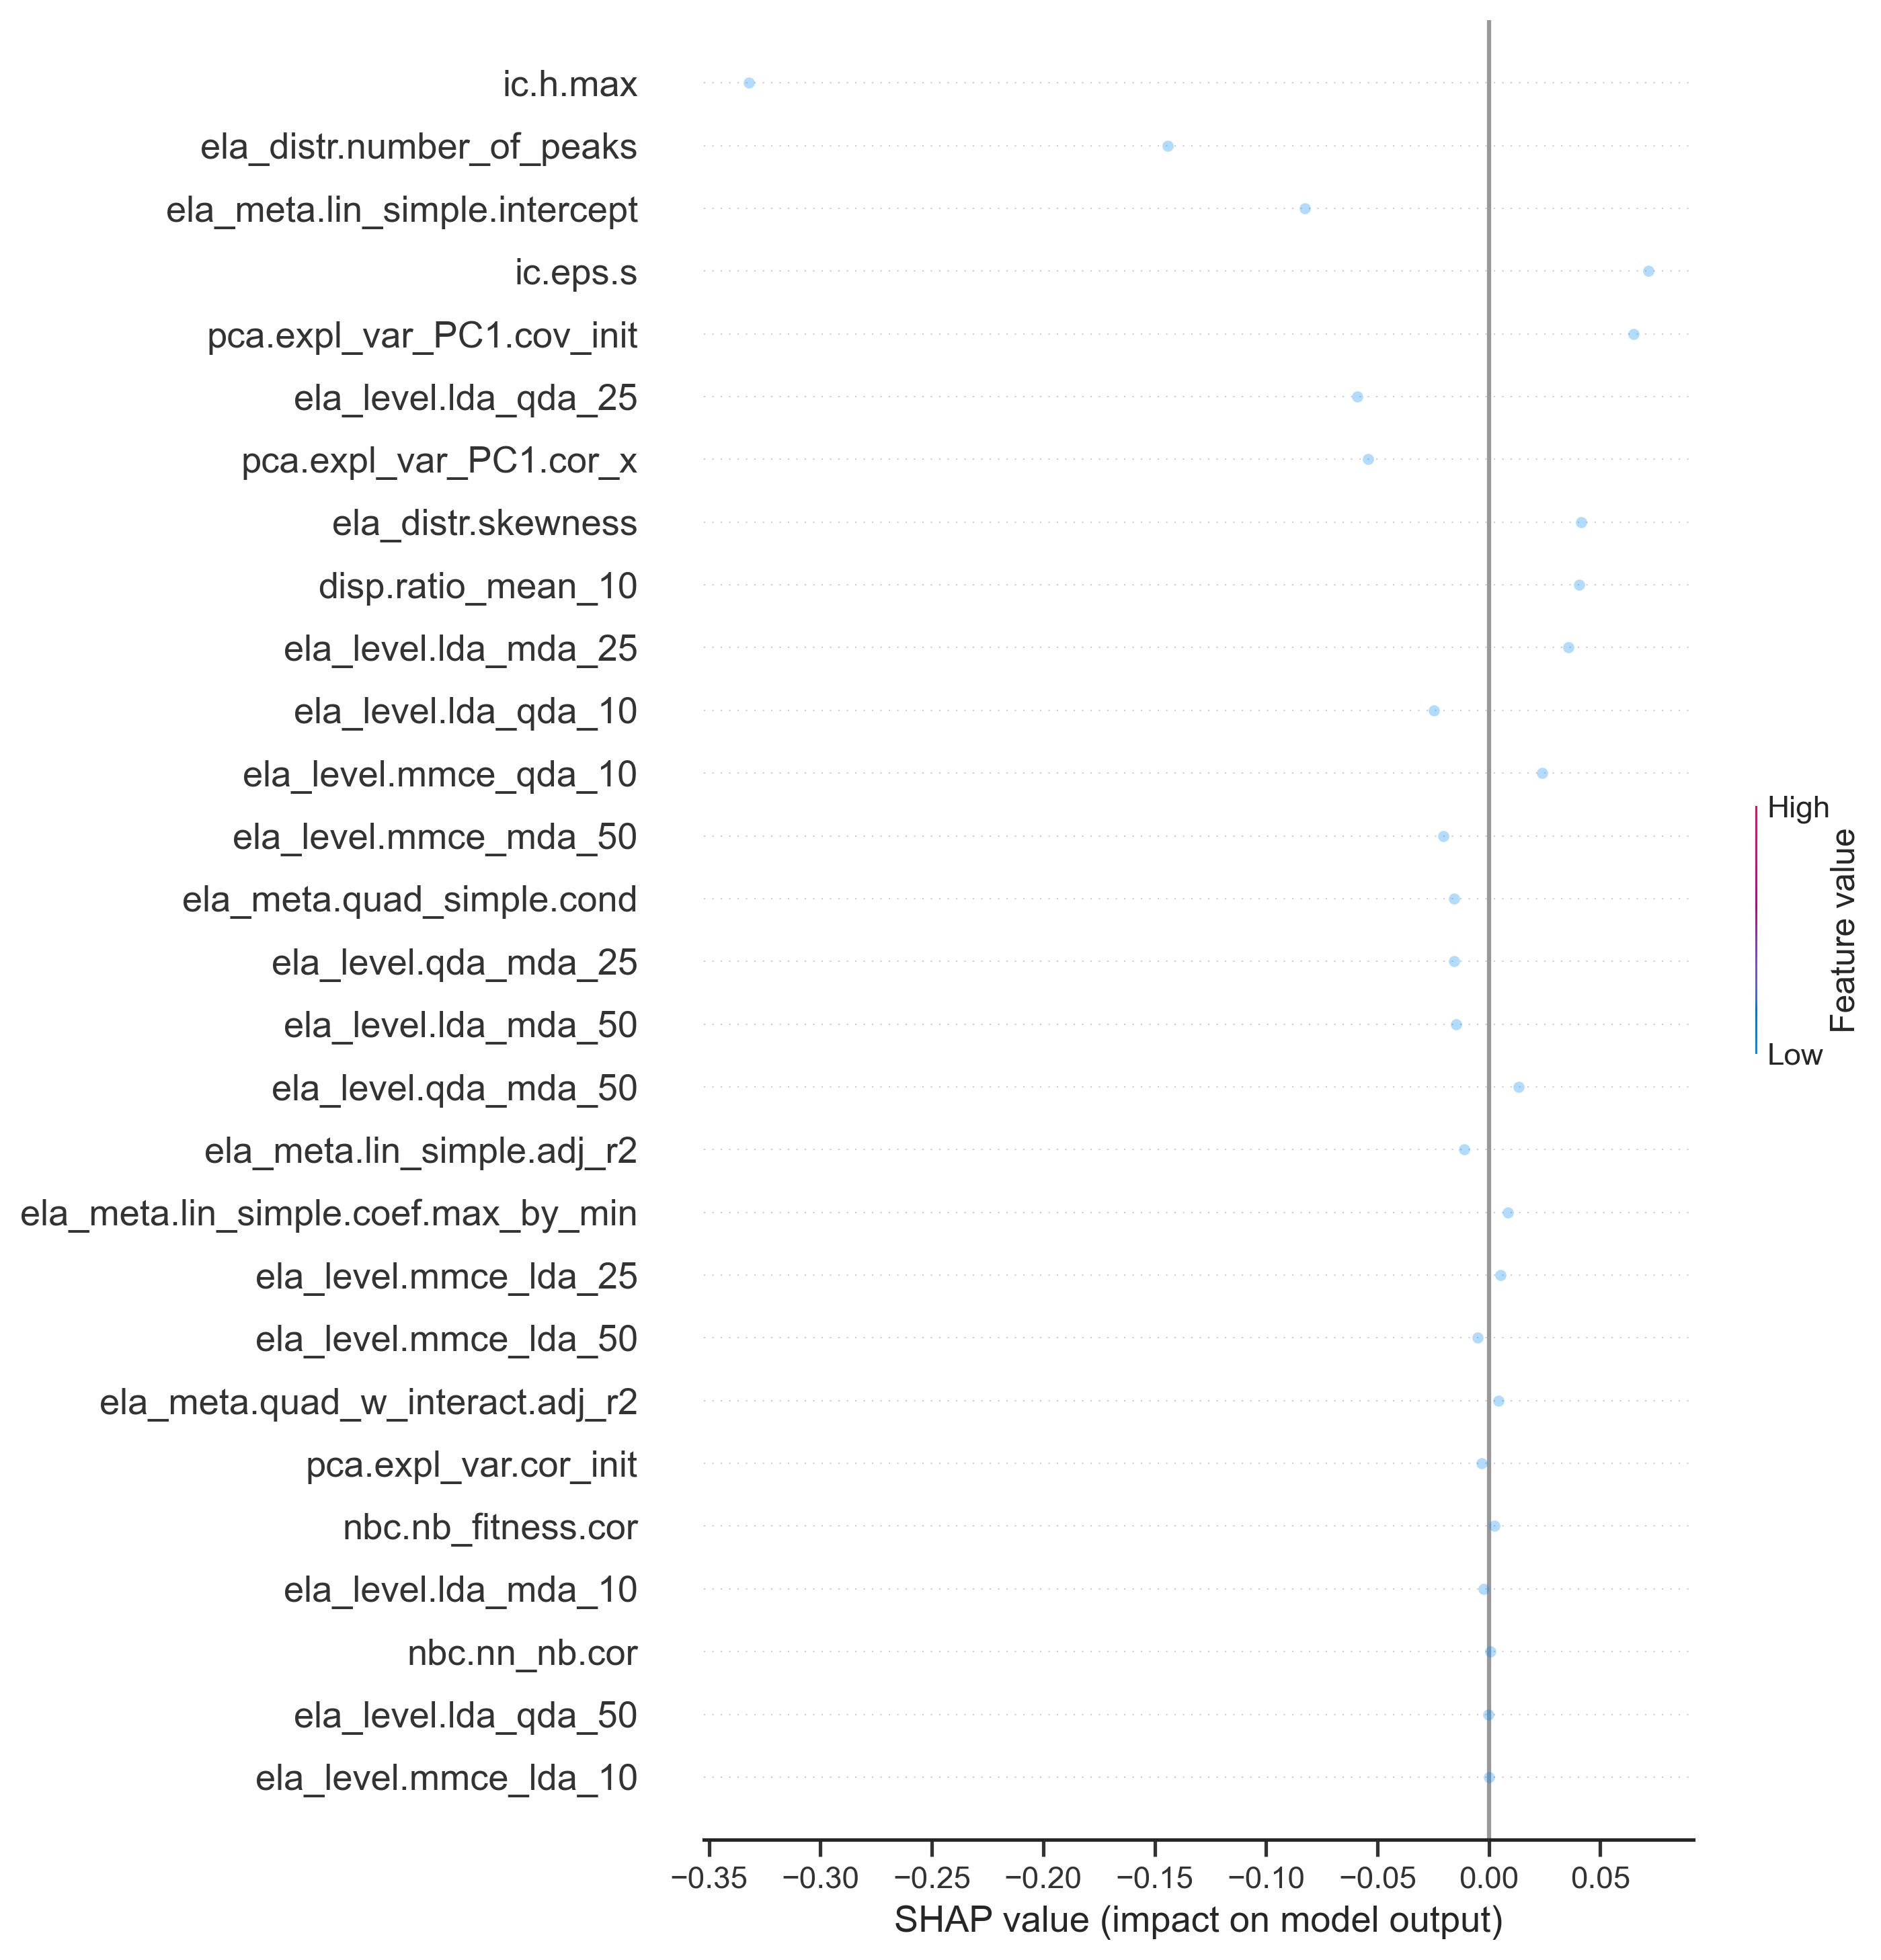 ic.h.max
ela_distr.number_of_peaks
ela_meta.lin_simple.intercept
ic.eps.s
pca.expl_var_PC1.cov_init
ela_level.lda_qda_25
pca.expl_var_PC1.cor_x
ela_distr.skewness
disp.ratio_mean_10
ela_level.lda_mda_25
ela_level.lda_qda_10
ela_level.mmce_qda_10
ela_level.mmce_mda_50
ela_meta.quad_simple.cond
ela_level.qda_mda_25
ela_level.lda_mda_50
ela_level.qda_mda_50
ela_meta.lin_simple.adj_r2
ela_meta.lin_simple.coef.max_by_min
ela_level.mmce_lda_25
ela_level.mmce_lda_50
ela_meta.quad_w_interact.adj_r2
pca.expl_var.cor_init
nbc.nb_fitness.cor
ela_level.lda_mda_10
nbc.nn_nb.cor
ela_level.lda_qda_50
ela_level.mmce_lda_10
−0.35 −0.30 −0.25 −0.20 −0.15 −0.10 −0.05 0.00 0.05
SHAP value (impact on model output)
High
Feature value
Low